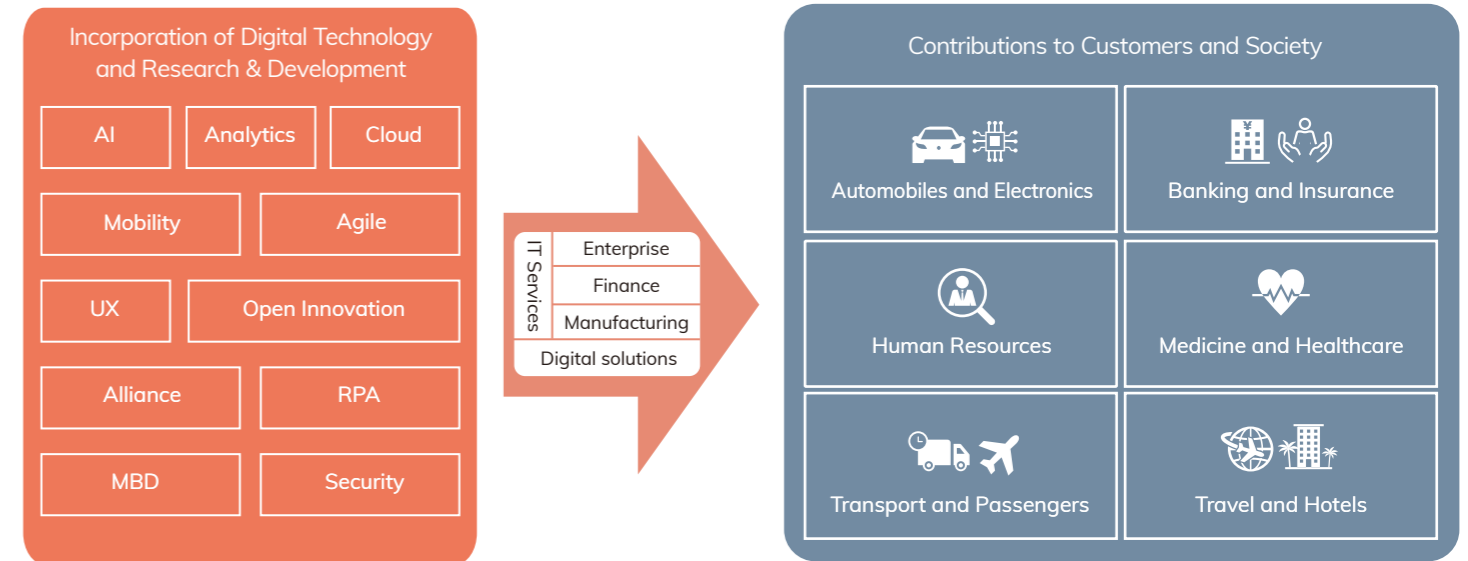 Incorporation of Digital Technology
and Research & Development
AI
Analytics
Cloud
Mobility
Agile
UX
Open Innovation
Alliance
RPA
MBD
Security
IT Services
Enterprise
Finance
Manufacturing
Digital solutions
Contributions to Customers and Society
¥
Automobiles and Electronics
Banking and Insurance
Human Resources
Medicine and Healthcare
Transport and Passengers
Travel and Hotels